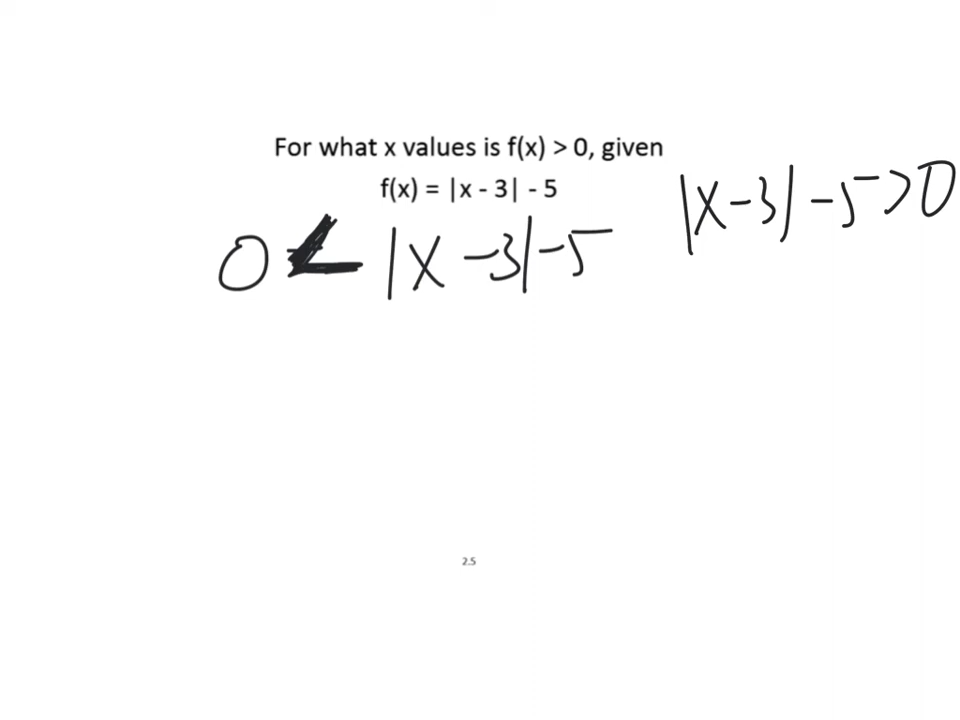 For what x values is f(x) > 0, given
f(x) = |x - 3| - 5
|x-3|-5>0
0<|x-3|-5
2.5